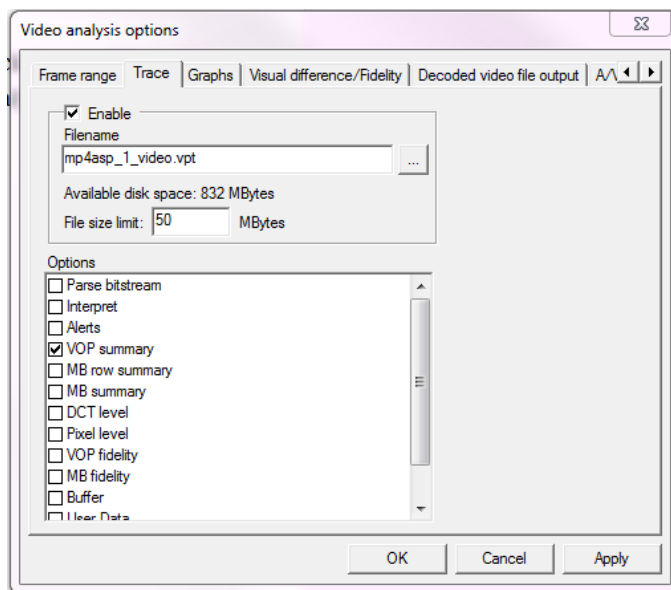 Video analysis options
Frame range Trace Graphs Visual difference/Fidelity Decoded video file output
Enable
Filename
mp4asp_1_video.vpt
...
Available disk space: 832 MBytes
File size limit: 50 MBytes
Options
Parse bitstream
Interpret
Alerts
VOP summary
MB row summary
MB summary
DCT level
Pixel level
VOP fidelity
MB fidelity
Buffer
User Data
OK Cancel Apply